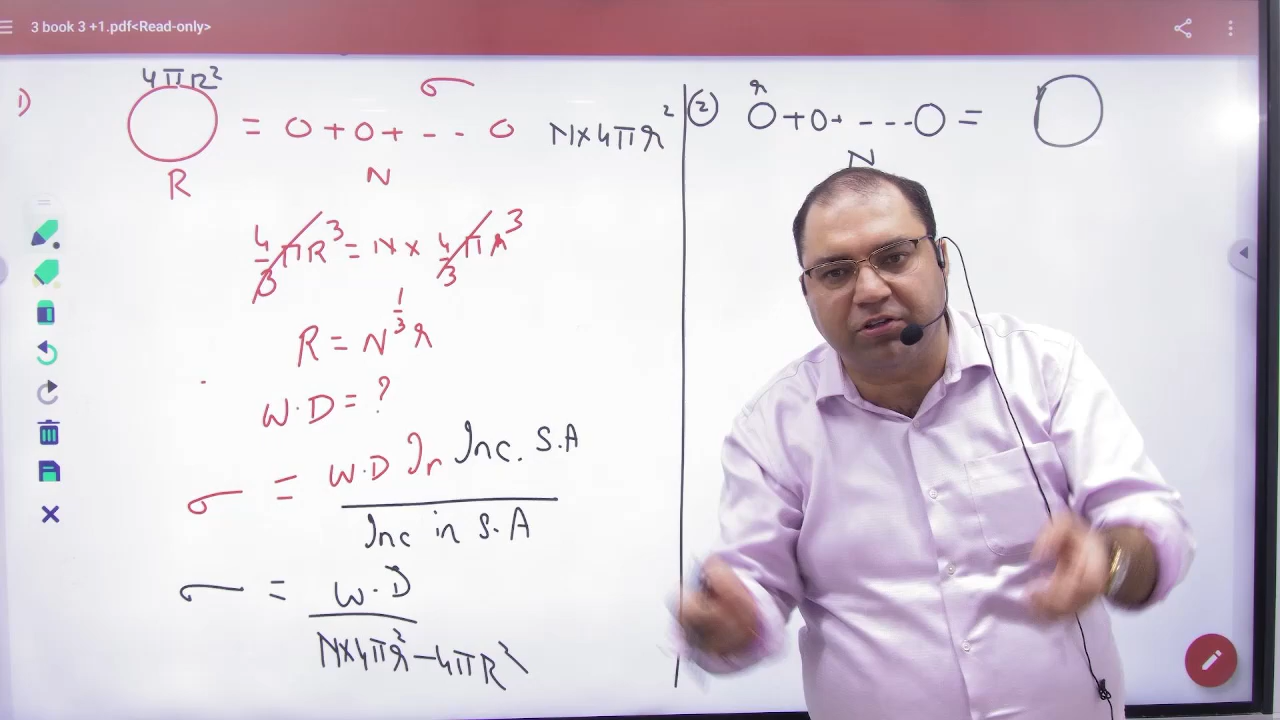 3 book 3 +1.pdf<Read-only>
1)
4πR²
σ
O = O + O + - - O
N×4πr²
R
N
4/3 πR³ = N × 4/3 πr³
R = N^1/3 r
W.D = ?
σ = W.D In Inc. S.A / Inc in S.A
σ = W.D / N×4πr² - 4πR²
②
r
O + O + - - - O = O
N